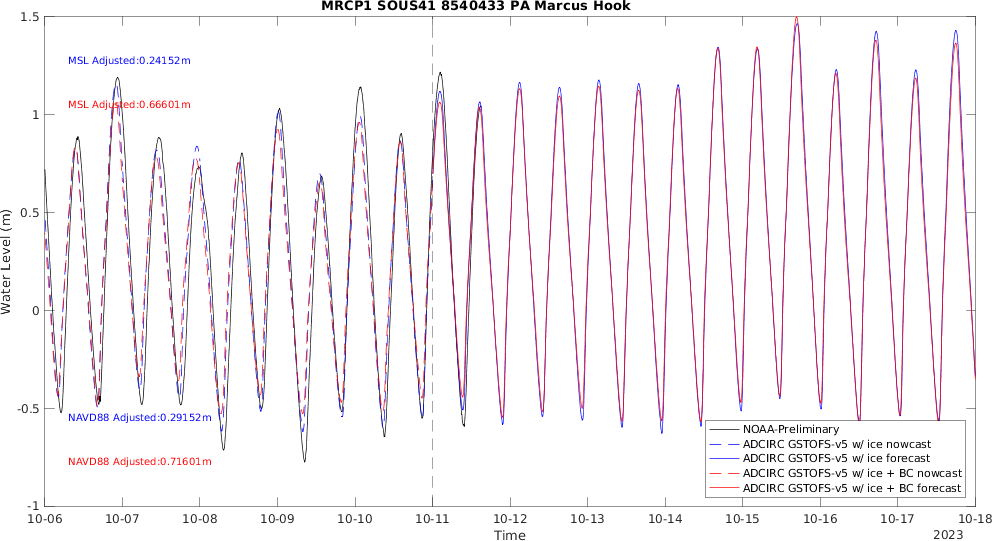 MRCP1 SOUS41 8540433 PA Marcus Hook
Water Level (m)
1.5
1
0.5
0
-0.5
-1
MSL Adjusted:0.24152m
MSL Adjusted:0.66601m
NAVD88 Adjusted:0.29152m
NAVD88 Adjusted:0.71601m
NOAA-Preliminary
ADCIRC GSTOFS-v5 w/ ice nowcast
ADCIRC GSTOFS-v5 w/ ice forecast
ADCIRC GSTOFS-v5 w/ ice + BC nowcast
ADCIRC GSTOFS-v5 w/ ice + BC forecast
10-06 10-07 10-08 10-09 10-10 10-11 10-12 10-13 10-14 10-15 10-16 10-17 10-18
Time
2023